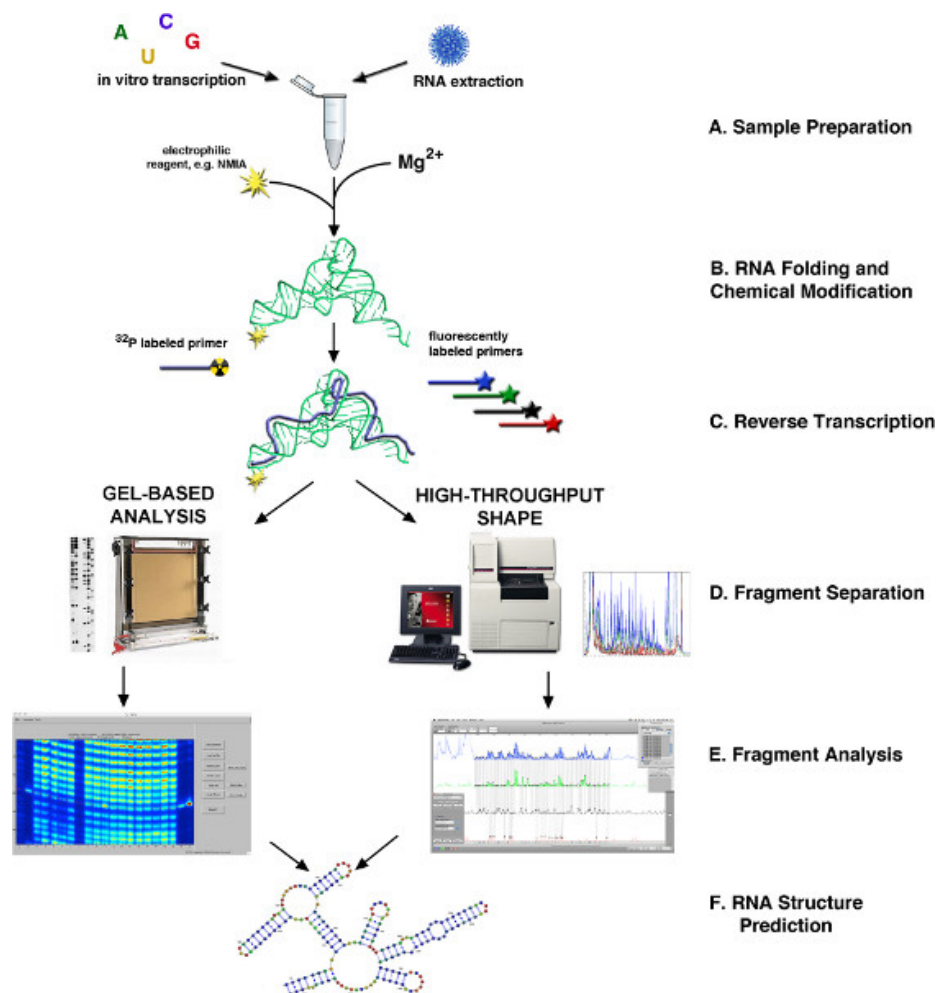 A
C
U
G
in vitro transcription
RNA extraction
A. Sample Preparation
electrophilic
reagent, e.g. NMIA
Mg2+
B. RNA Folding and
Chemical Modification
32P labeled primer
fluorescently
labeled primers
C. Reverse Transcription
GEL-BASED
ANALYSIS
HIGH-THROUGHPUT
SHAPE
D. Fragment Separation
E. Fragment Analysis
F. RNA Structure
Prediction